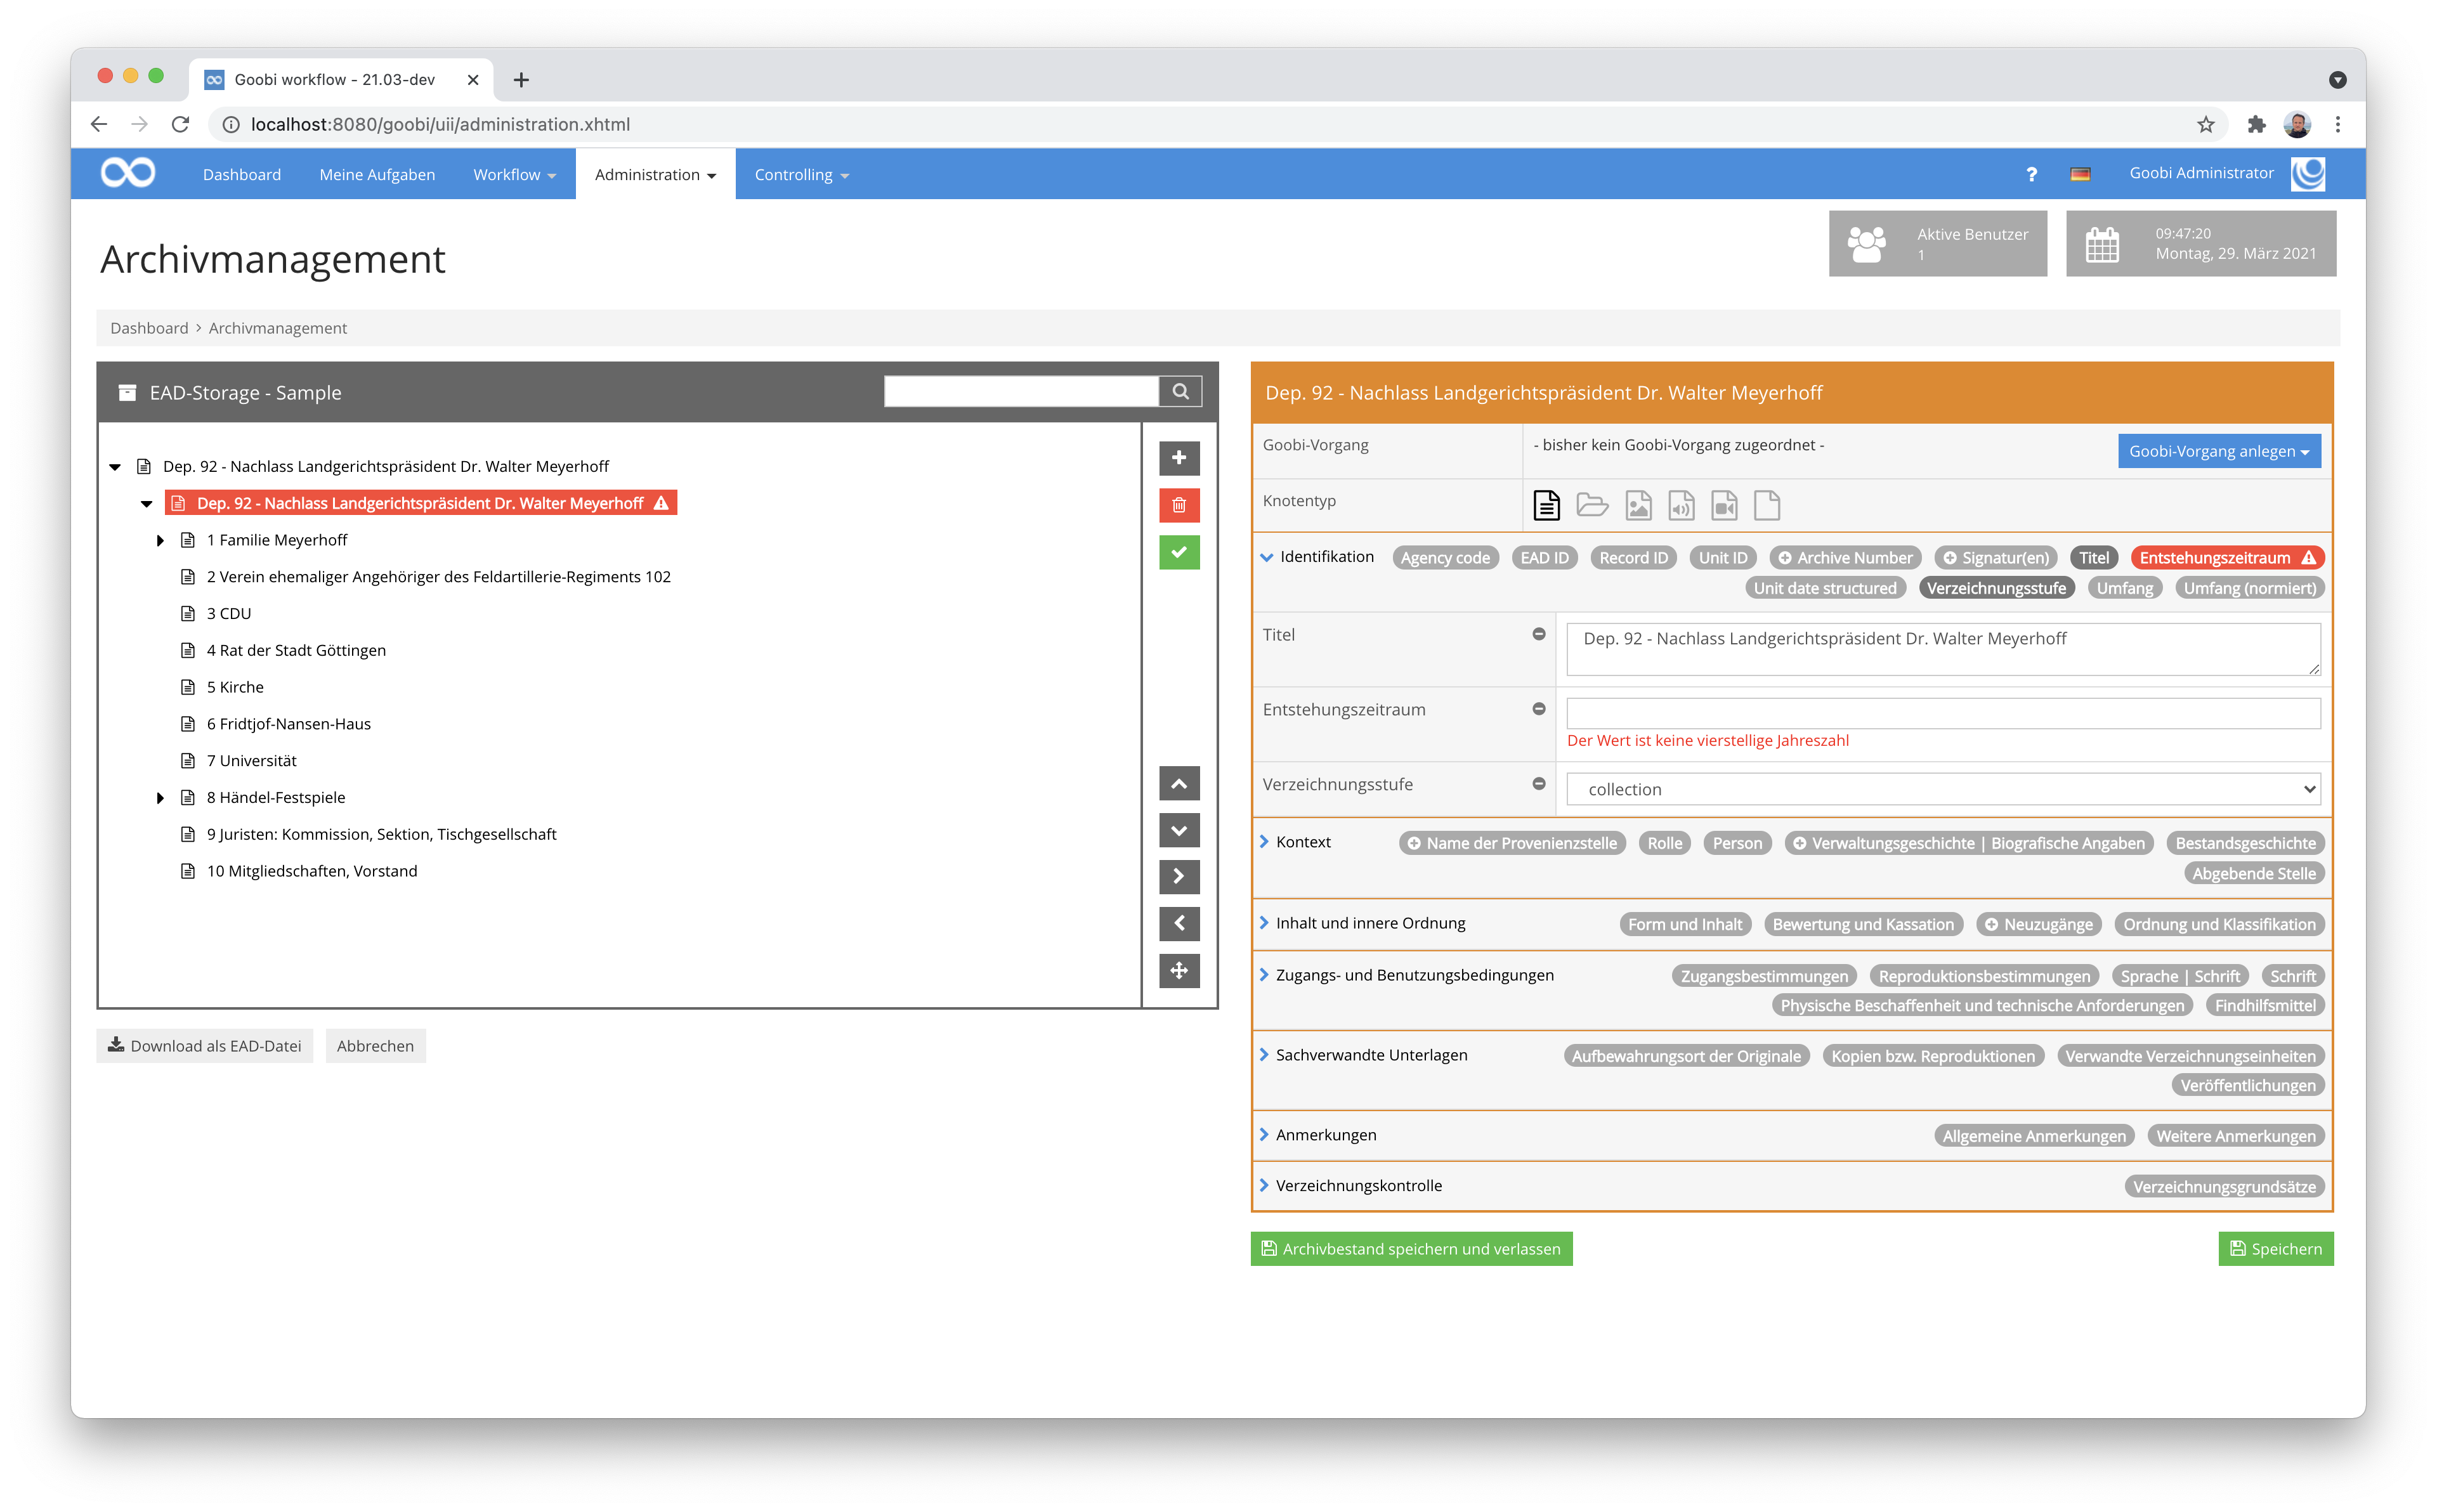 Goobi workflow - 21.03-dev
localhost:8080/goobi/uii/administration.xhtml
Dashboard Meine Aufgaben Workflow Administration Controlling ? Goobi Administrator
Archivmanagement
Aktive Benutzer
1
09:47:20
Montag, 29. März 2021
Dashboard > Archivmanagement
EAD-Storage - Sample
Dep. 92 - Nachlass Landgerichtspräsident Dr. Walter Meyerhoff
Dep. 92 - Nachlass Landgerichtspräsident Dr. Walter Meyerhoff
1 Familie Meyerhoff
2 Verein ehemaliger Angehöriger des Feldartillerie-Regiments 102
3 CDU
4 Rat der Stadt Göttingen
5 Kirche
6 Fridtjof-Nansen-Haus
7 Universität
8 Händel-Festspiele
9 Juristen: Kommission, Sektion, Tischgesellschaft
10 Mitgliedschaften, Vorstand
Download als EAD-Datei Abbrechen
Dep. 92 - Nachlass Landgerichtspräsident Dr. Walter Meyerhoff
Goobi-Vorgang - bisher kein Goobi-Vorgang zugeordnet - Goobi-Vorgang anlegen
Knotentyp
Identifikation Agency code EAD ID Record ID Unit ID Archive Number Signatur(en) Titel Entstehungszeitraum
Unit date structured Verzeichnungsstufe Umfang Umfang (normiert)
Titel Dep. 92 - Nachlass Landgerichtspräsident Dr. Walter Meyerhoff
Entstehungszeitraum
Der Wert ist keine vierstellige Jahreszahl
Verzeichnungsstufe collection
Kontext Name der Provenienzstelle Rolle Person Verwaltungsgeschichte | Biografische Angaben Bestandsgeschichte
Abgebende Stelle
Inhalt und innere Ordnung Form und Inhalt Bewertung und Kassation Neuzugänge Ordnung und Klassifikation
Zugangs- und Benutzungsbedingungen Zugangsbestimmungen Reproduktionsbestimmungen Sprache | Schrift Schrift
Physische Beschaffenheit und technische Anforderungen Findhilfsmittel
Sachverwandte Unterlagen Aufbewahrungsort der Originale Kopien bzw. Reproduktionen Verwandte Verzeichnungseinheiten
Veröffentlichungen
Anmerkungen Allgemeine Anmerkungen Weitere Anmerkungen
Verzeichnungskontrolle Verzeichnungsgrundsätze
Archivbestand speichern und verlassen Speichern